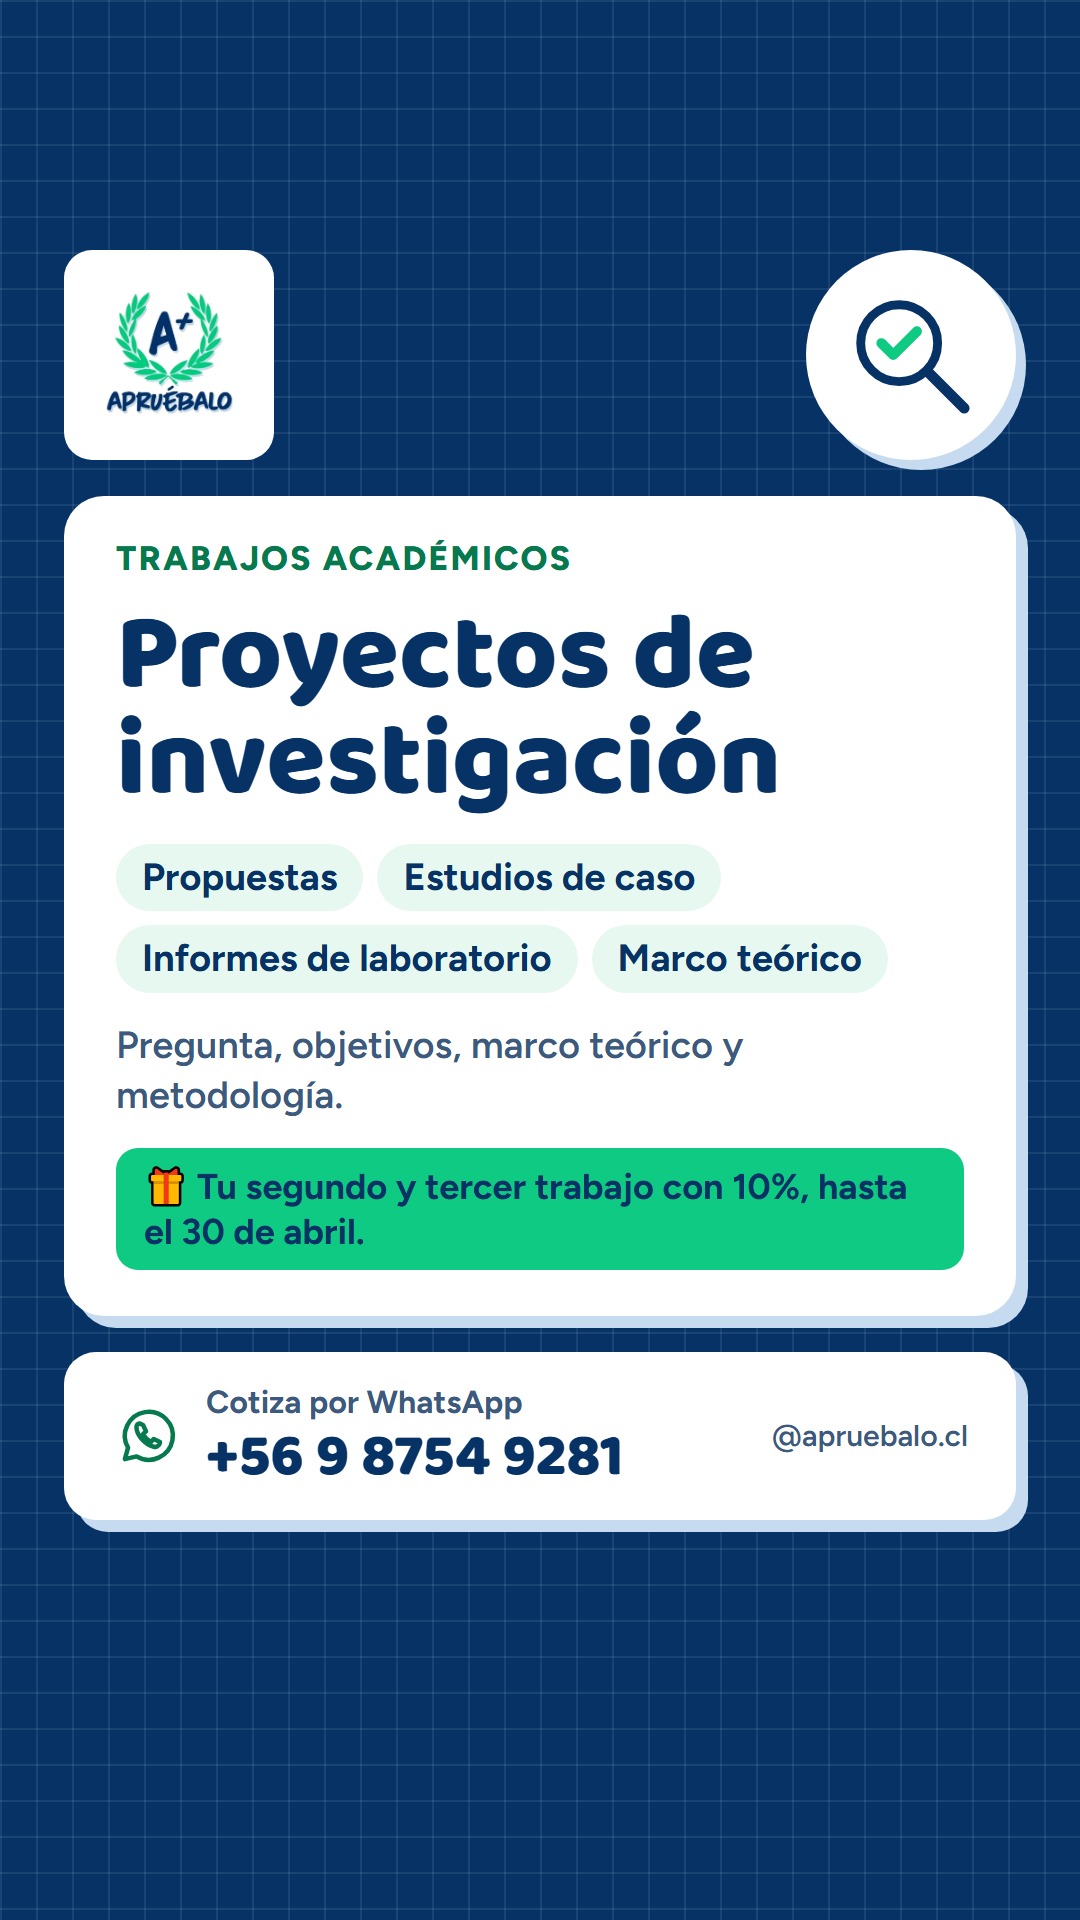 A+
APRUÉBALO
TRABAJOS ACADÉMICOS
Proyectos de
investigación
Propuestas
Estudios de caso
Informes de laboratorio
Marco teórico
Pregunta, objetivos, marco teórico y
metodología.
🎁 Tu segundo y tercer trabajo con 10%, hasta
el 30 de abril.
Cotiza por WhatsApp
+56 9 8754 9281
@apruebalo.cl